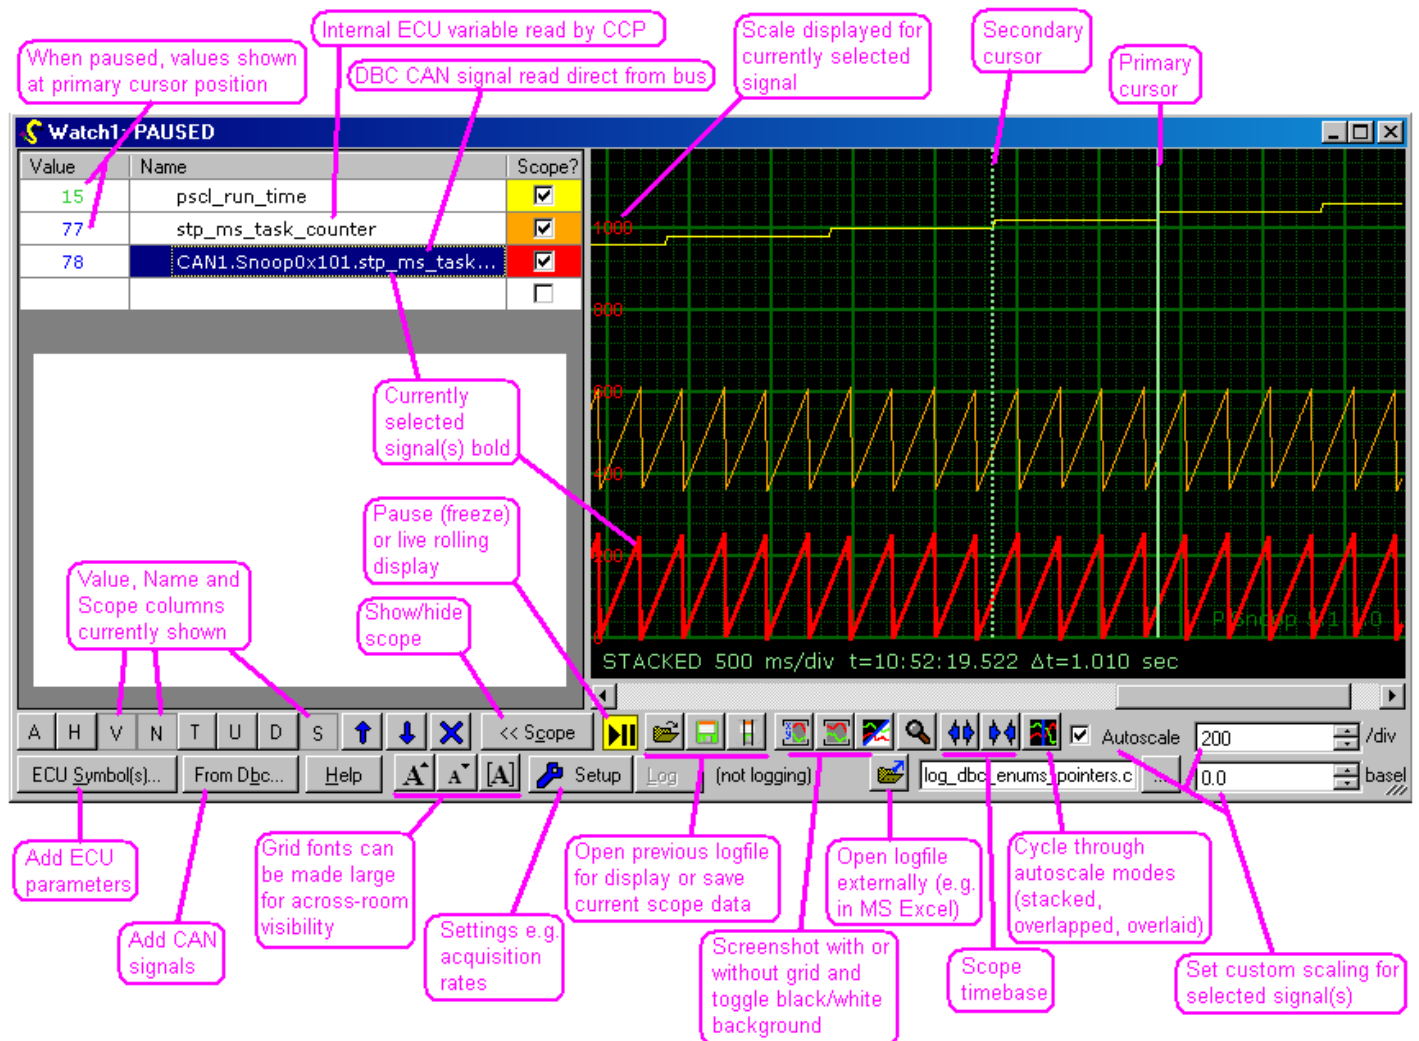 Internal ECU variable read by CCP
Scale displayed for
currently selected
signal
Secondary
cursor
When paused, values shown
at primary cursor position
DBC CAN signal read direct from bus
Primary
cursor
Watch1: PAUSED
Value
Name
Scope?
15
pscl_run_time
77
stp_ms_task_counter
78
CAN1.Snoop0x101.stp_ms_task...
1000
800
600
400
200
0
Currently
selected
signal(s) bold
Pause (freeze)
or live rolling
display
Value, Name and
Scope columns
currently shown
Show/hide
scope
STACKED 500 ms/div t=10:52:19.522 Δt=1.010 sec
A H V N T U D S
<< Scope
Autoscale
200
/div
ECU Symbol(s)...
From Dbc...
Help
A A [A]
Setup
Log
(not logging)
log_dbc_enums_pointers.c
...
0.0
basel
Add ECU
parameters
Grid fonts can
be made large
for across-room
visibility
Open previous logfile
for display or save
current scope data
Open logfile
externally (e.g.
in MS Excel)
Cycle through
autoscale modes
(stacked,
overlapped, overlaid)
Add CAN
signals
Settings e.g.
acquisition
rates
Screenshot with or
without grid and
toggle black/white
background
Scope
timebase
Set custom scaling for
selected signal(s)